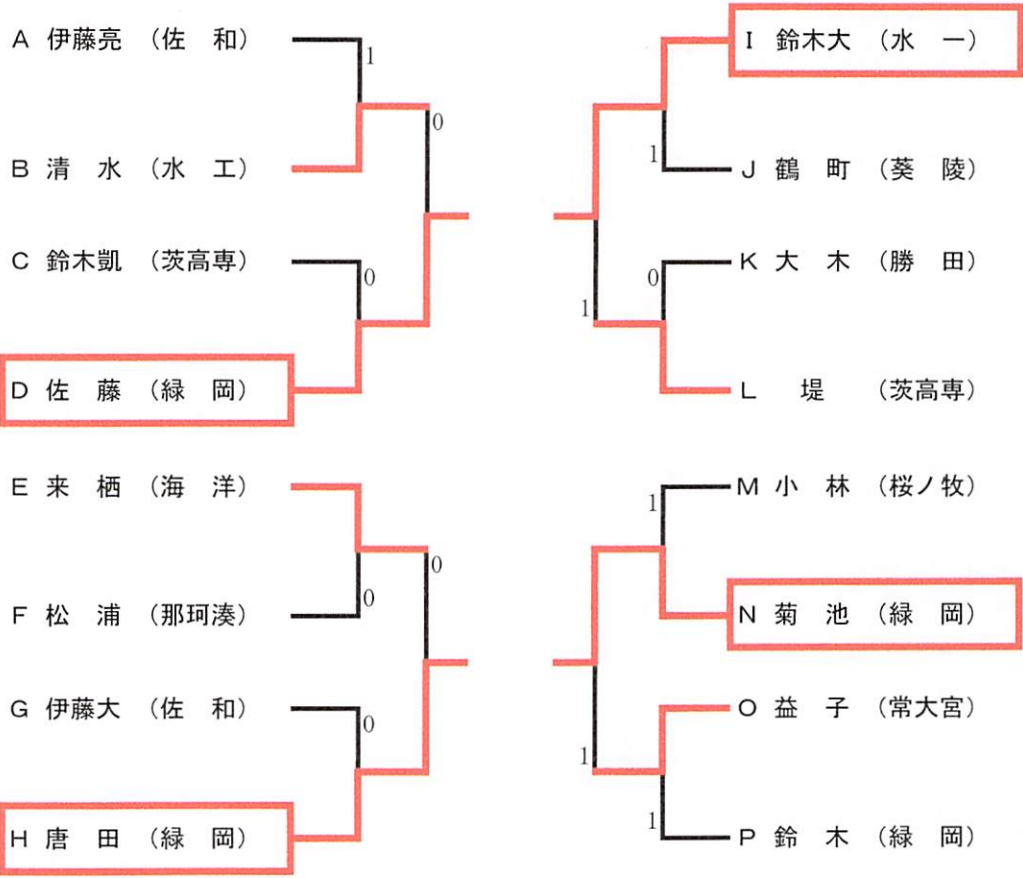 A 伊藤亮 （佐　和）
1
0
B 清　水 （水　工）
C 鈴木凱 （茨高専）
0
D 佐　藤 （緑　岡）
E 来　栖 （海　洋）
0
F 松　浦 （那珂湊）
0
G 伊藤大 （佐　和）
0
H 唐　田 （緑　岡）
I 鈴木大 （水　一）
1
J 鶴　町 （葵　陵）
K 大　木 （勝　田）
0
1
L 堤 （茨高専）
M 小　林 （桜ノ牧）
1
N 菊　池 （緑　岡）
O 益　子 （常大宮）
1
1
P 鈴　木 （緑　岡）